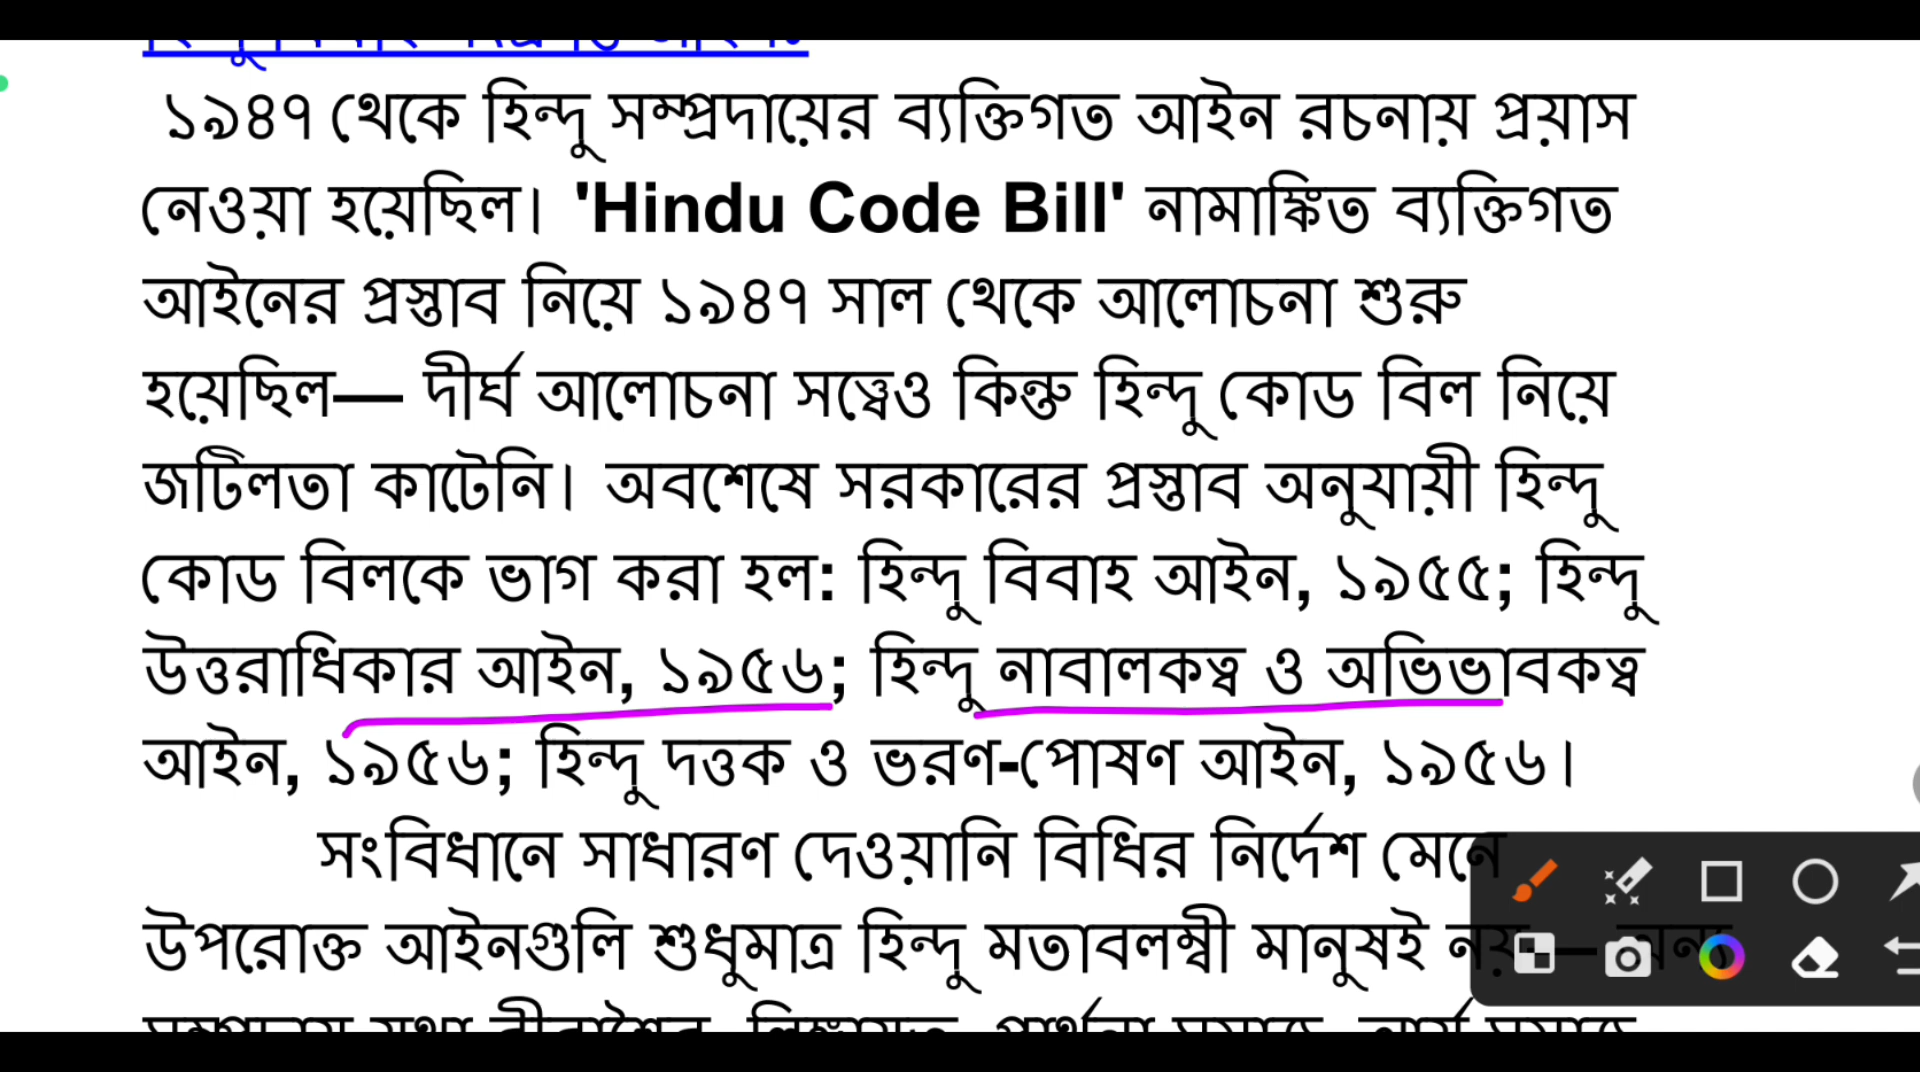 ১৯৪৭ থেকে হিন্দু সম্প্রদায়ের ব্যক্তিগত আইন রচনায় প্রয়াস
নেওয়া হয়েছিল। 'Hindu Code Bill' নামাঙ্কিত ব্যক্তিগত
আইনের প্রস্তাব নিয়ে ১৯৪৭ সাল থেকে আলোচনা শুরু
হয়েছিল— দীর্ঘ আলোচনা সত্ত্বেও কিন্তু হিন্দু কোড বিল নিয়ে
জটিলতা কাটেনি। অবশেষে সরকারের প্রস্তাব অনুযায়ী হিন্দু
কোড বিলকে ভাগ করা হল: হিন্দু বিবাহ আইন, ১৯৫৫; হিন্দু
উত্তরাধিকার আইন, ১৯৫৬; হিন্দু নাবালকত্ব ও অভিভাবকত্ব
আইন, ১৯৫৬; হিন্দু দত্তক ও ভরণ-পোষণ আইন, ১৯৫৬।
সংবিধানে সাধারণ দেওয়ানি বিধির নির্দেশ মেনে
উপরোক্ত আইনগুলি শুধুমাত্র হিন্দু মতাবলম্বী মানুষই নয় — অন্য